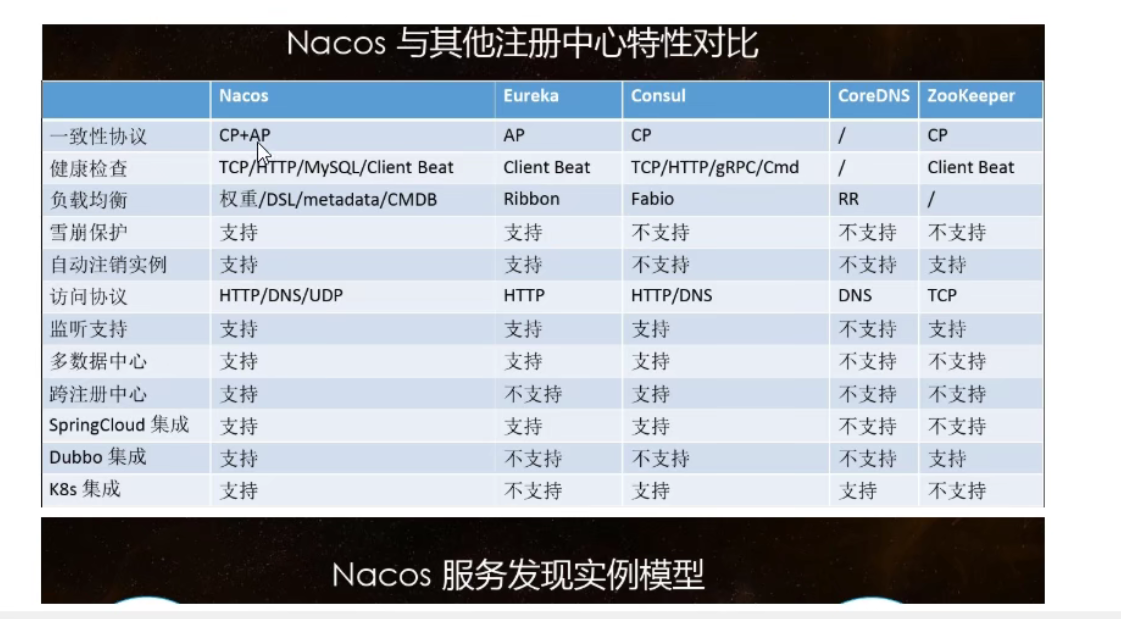 Nacos 与其他注册中心特性对比
Nacos Eureka Consul CoreDNS ZooKeeper
一致性协议 CP+AP AP CP / CP
健康检查 TCP/HTTP/MySQL/Client Beat Client Beat TCP/HTTP/gRPC/Cmd / Client Beat
负载均衡 权重/DSL/metadata/CMDB Ribbon Fabio RR /
雪崩保护 支持 支持 不支持 不支持 不支持
自动注销实例 支持 支持 不支持 不支持 支持
访问协议 HTTP/DNS/UDP HTTP HTTP/DNS DNS TCP
监听支持 支持 支持 支持 不支持 支持
多数据中心 支持 支持 支持 不支持 不支持
跨注册中心 支持 不支持 支持 不支持 不支持
SpringCloud 集成 支持 支持 支持 不支持 不支持
Dubbo 集成 支持 不支持 不支持 不支持 支持
K8s 集成 支持 不支持 支持 支持 不支持
Nacos 服务发现实例模型